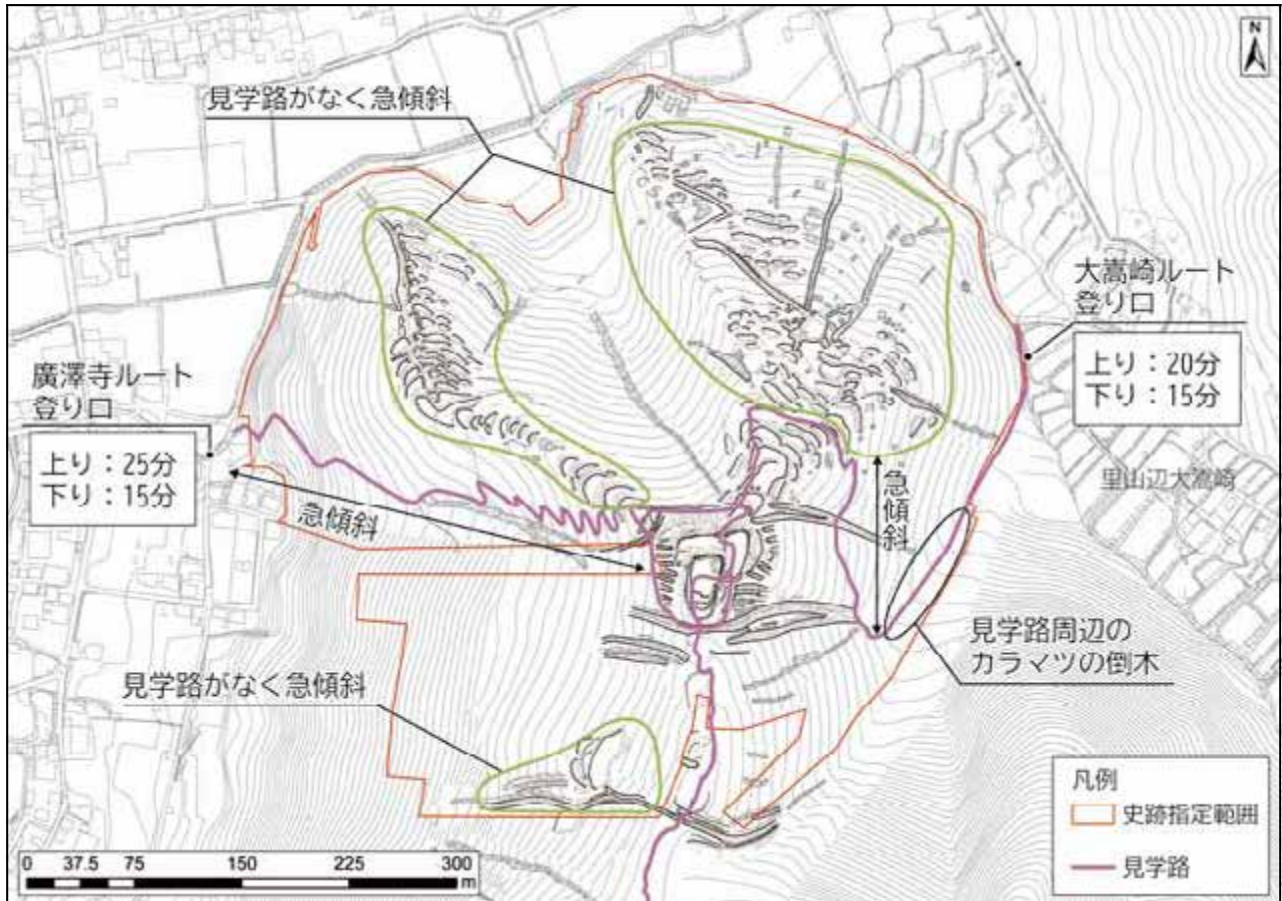 N
見学路がなく急傾斜
大嵩崎ルート
登り口
上り：20分
下り：15分
廣澤寺ルート
登り口
上り：25分
下り：15分
急傾斜
急傾斜
里山辺大嵩崎
見学路周辺の
カラマツの倒木
見学路がなく急傾斜
凡例
史跡指定範囲
見学路
0 37.5 75 150 225 300
m